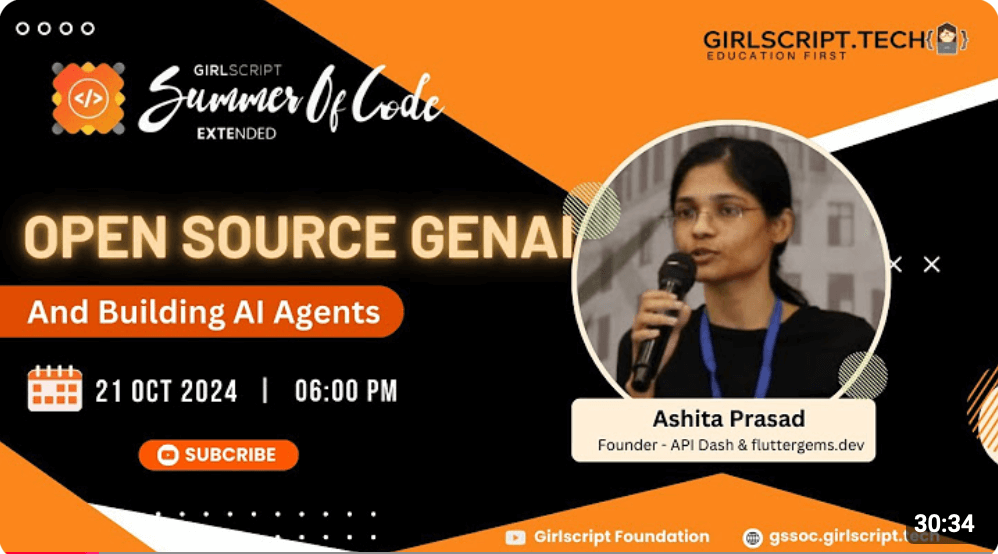 GIRLSCRIPT.TECH
EDUCATION FIRST
GIRLSCRIPT
Summer Of Code
EXTENDED
</>
OPEN SOURCE GENAI
And Building AI Agents
21 OCT 2024 | 06:00 PM
SUBCRIBE
Ashita Prasad
Founder - API Dash & fluttergems.dev
Girlscript Foundation
gssoc.girlscript.tech
30:34